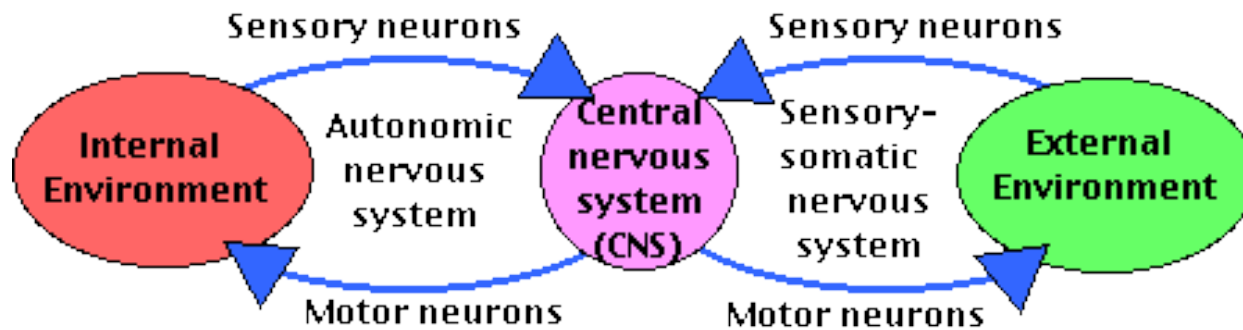 Sensory neurons
Sensory neurons
Internal
Environment
Autonomic
nervous
system
Central
nervous
system
(CNS)
Sensory-
somatic
nervous
system
External
Environment
Motor neurons
Motor neurons